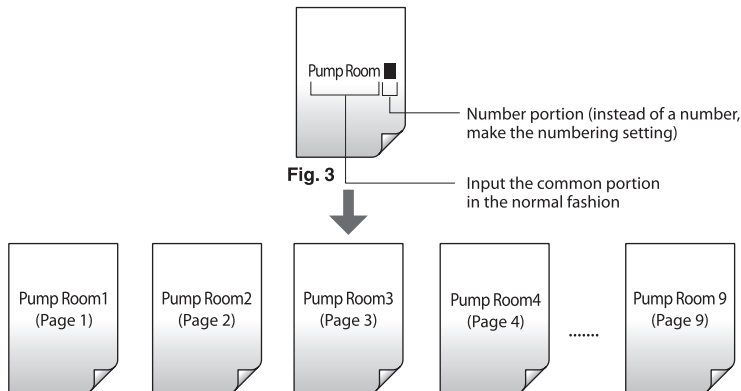 Pump Room
Number portion (instead of a number,
make the numbering setting)
Fig. 3
Input the common portion
in the normal fashion
Pump Room1
(Page 1)
Pump Room2
(Page 2)
Pump Room3
(Page 3)
Pump Room4
(Page 4)
.......
Pump Room 9
(Page 9)